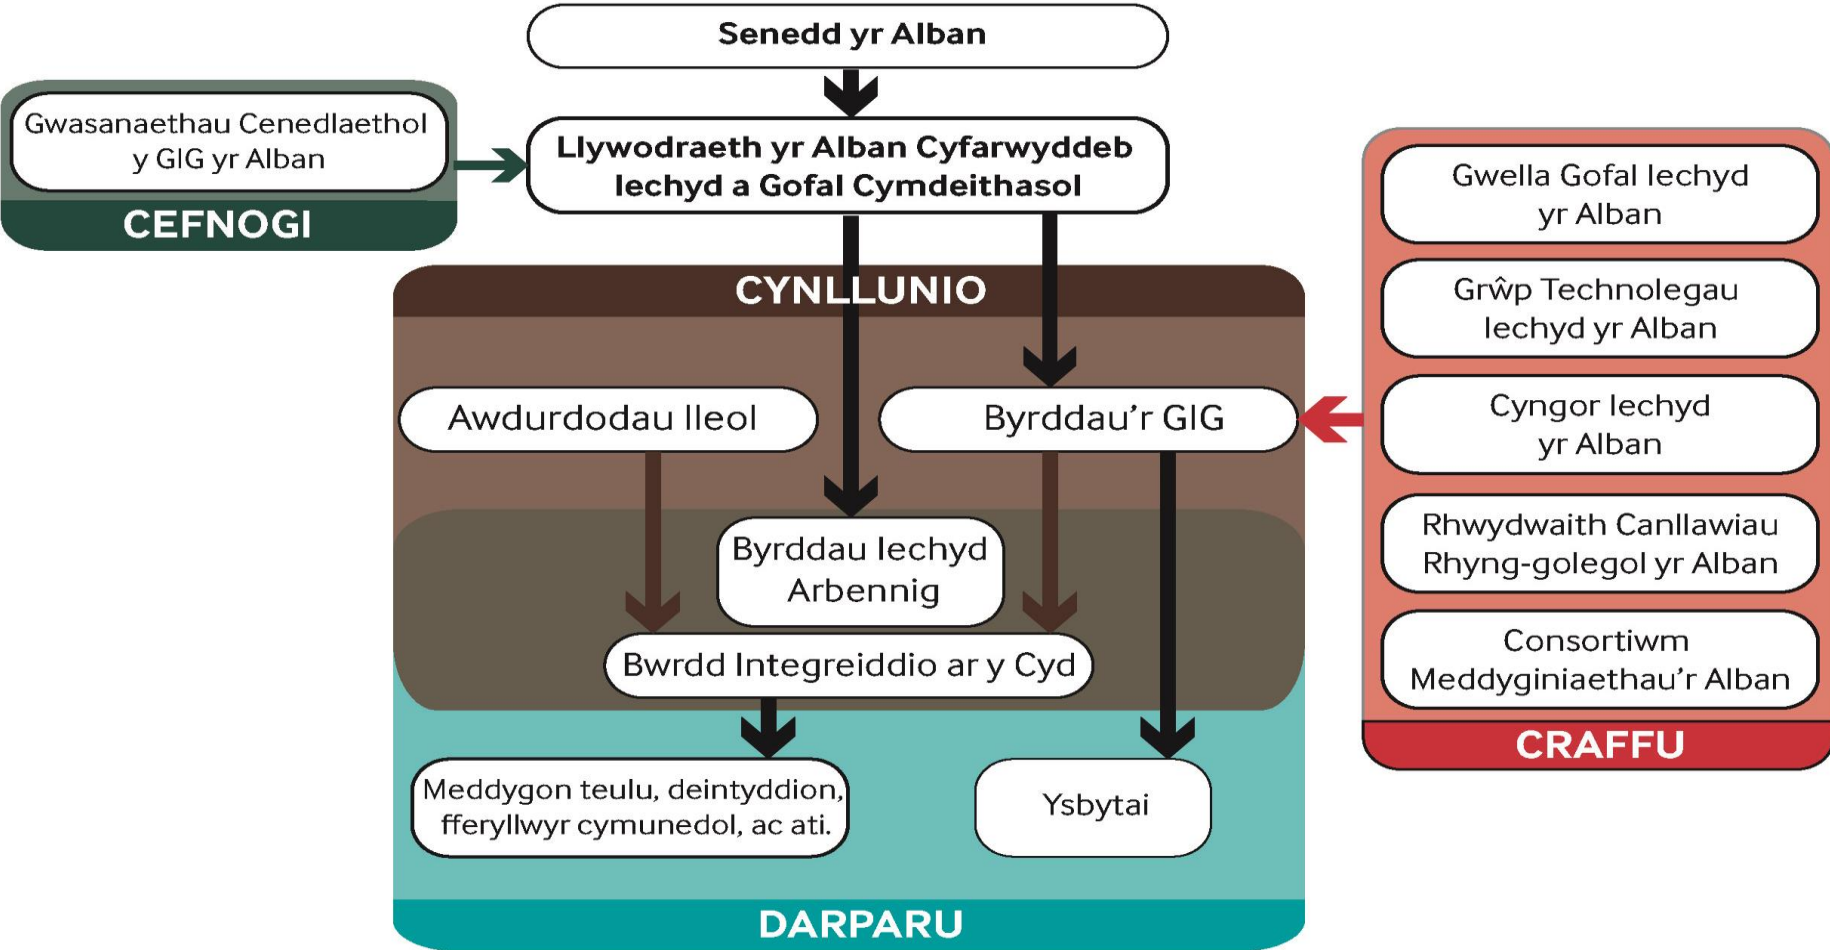 Senedd yr Alban
Gwasanaethau Cenedlaethol
y GIG yr Alban
CEFNOGI
Llywodraeth yr Alban Cyfarwyddeb
Iechyd a Gofal Cymdeithasol
CYNLLUNIO
Awdurdodau lleol
Byrddau'r GIG
Byrddau Iechyd
Arbennig
Bwrdd Integreiddio ar y Cyd
Meddygon teulu, deintyddion,
fferyllwyr cymunedol, ac ati.
Ysbytai
DARPARU
Gwella Gofal Iechyd
yr Alban
Grŵp Technolegau
Iechyd yr Alban
Cyngor Iechyd
yr Alban
Rhwydwaith Canllawiau
Rhyng-golegol yr Alban
Consortiwm
Meddyginiaethau'r Alban
CRAFFU